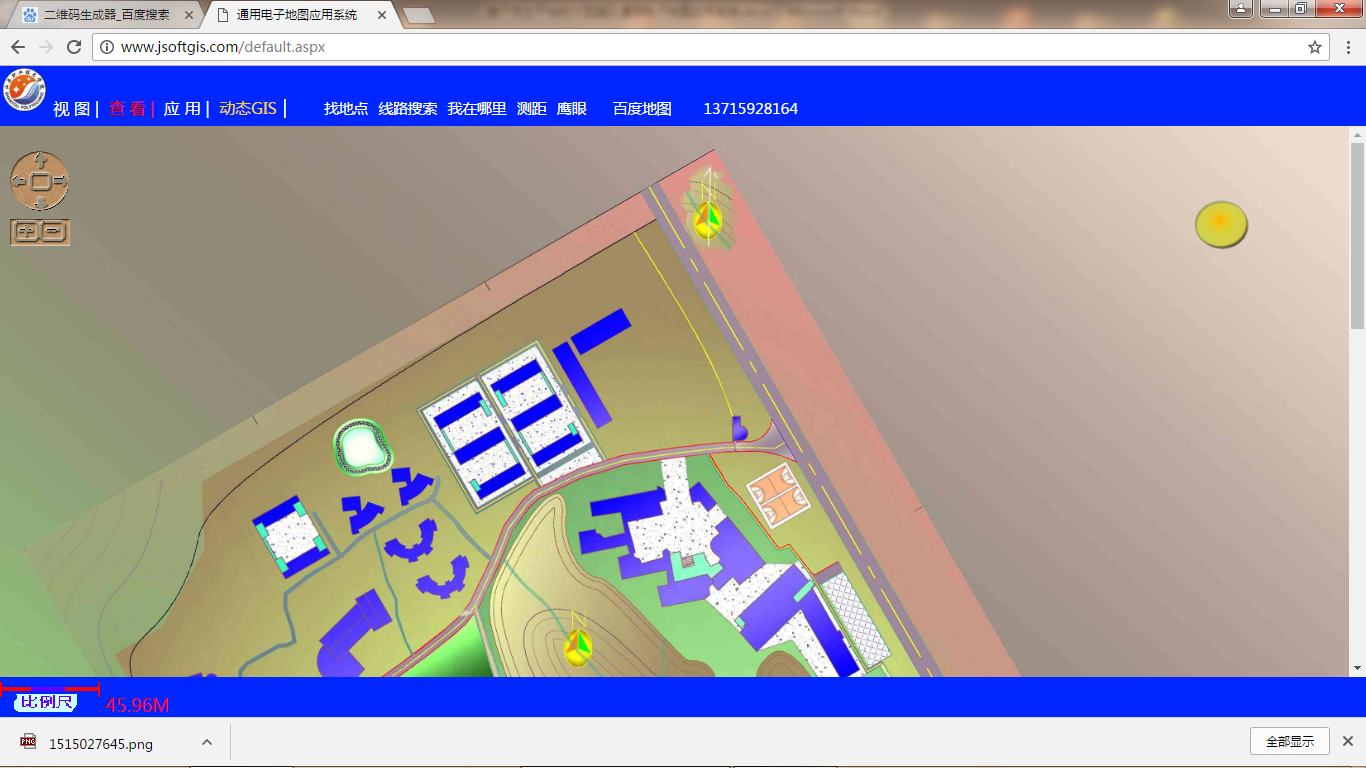 二维码生成器_百度搜索
通用电子地图应用系统
www.jsoftgis.com/default.aspx
视 图 | 查 看 | 应 用 | 动态GIS | 找地点 线路搜索 我在哪里 测距 鹰眼 百度地图 13715928164
N
N
比例尺 45.96M
1515027645.png
全部显示